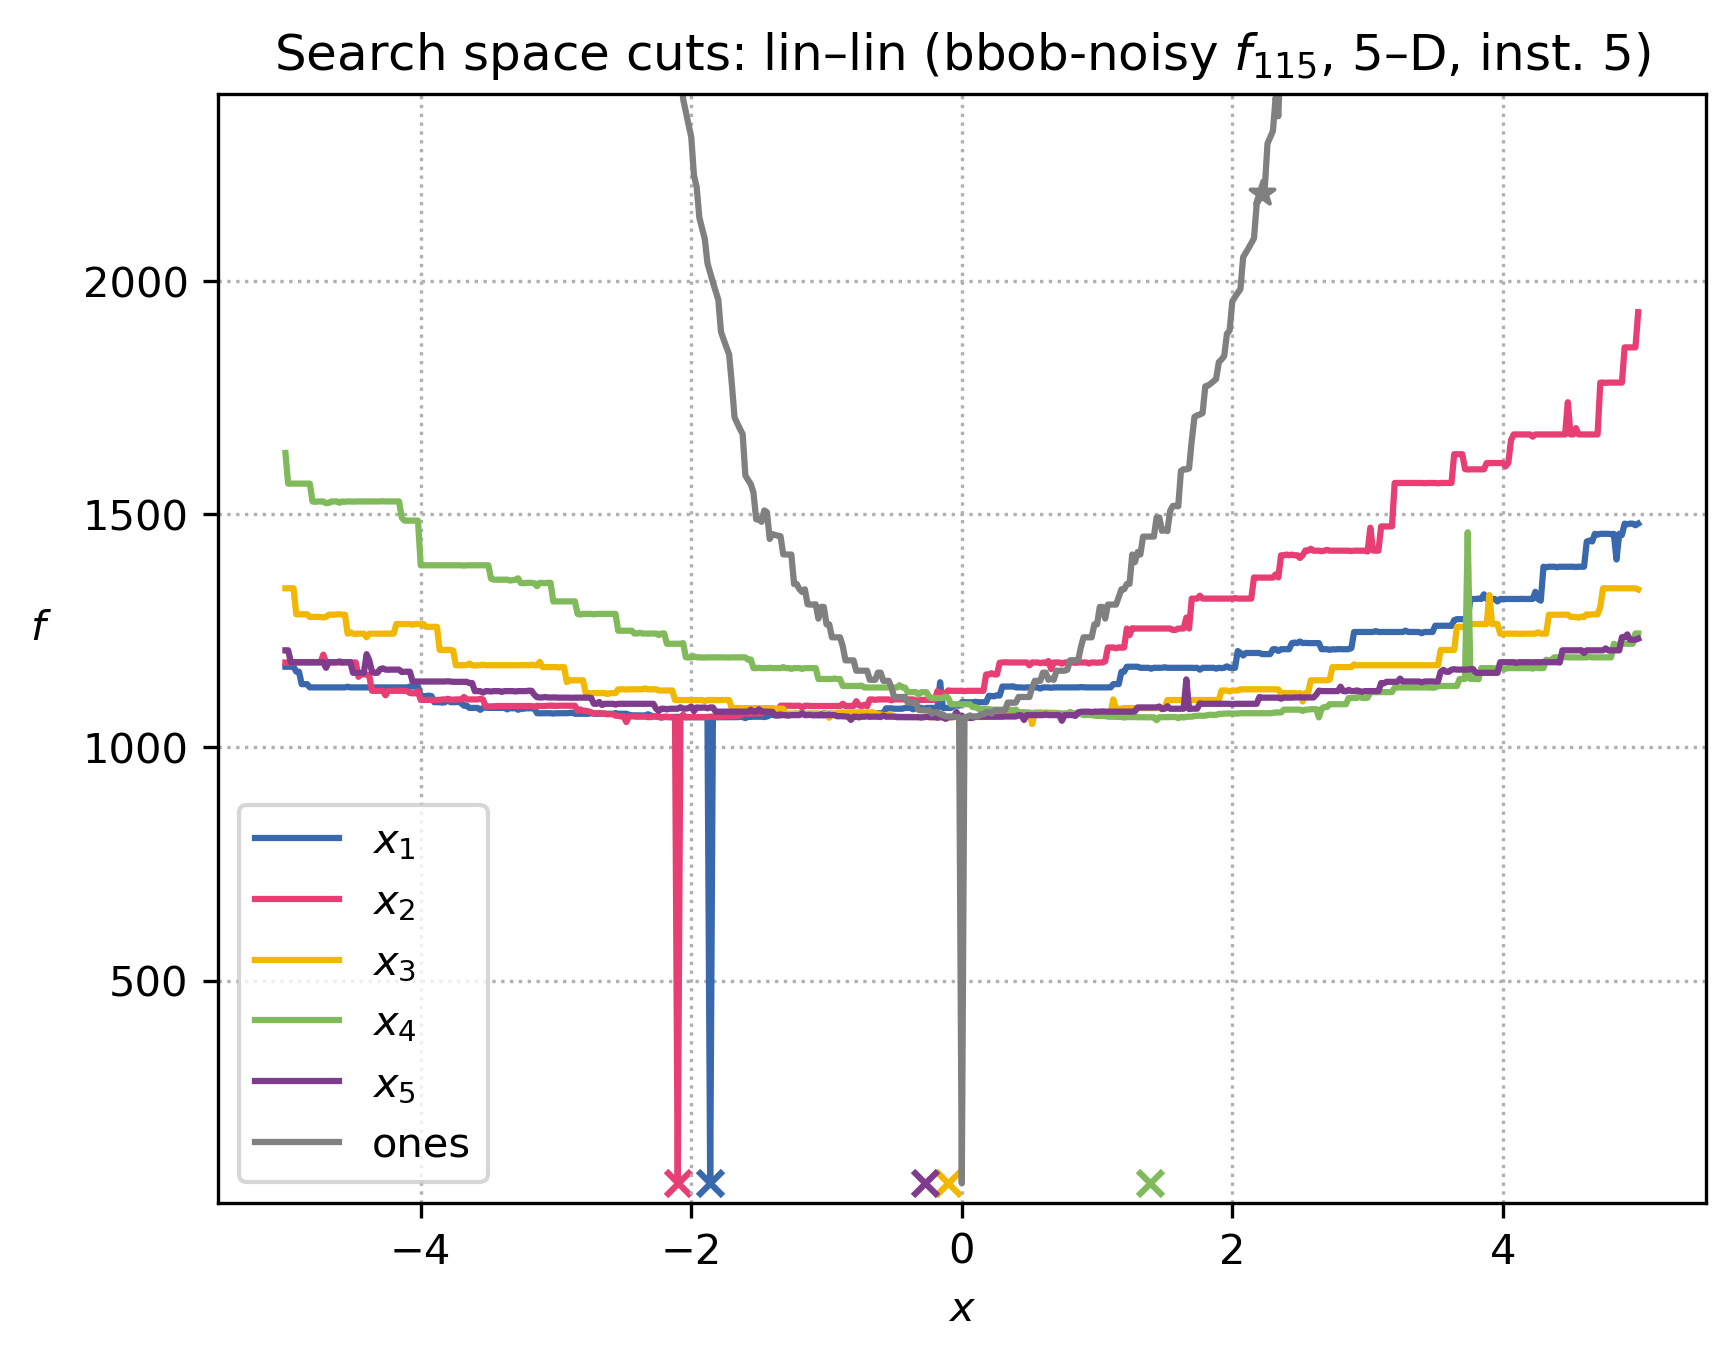 Search space cuts: lin–lin (bbob-noisy f₁₁₅, 5–D, inst. 5)
f
2000
1500
1000
500
x₁
x₂
x₃
x₄
x₅
ones
−4
−2
0
2
4
x